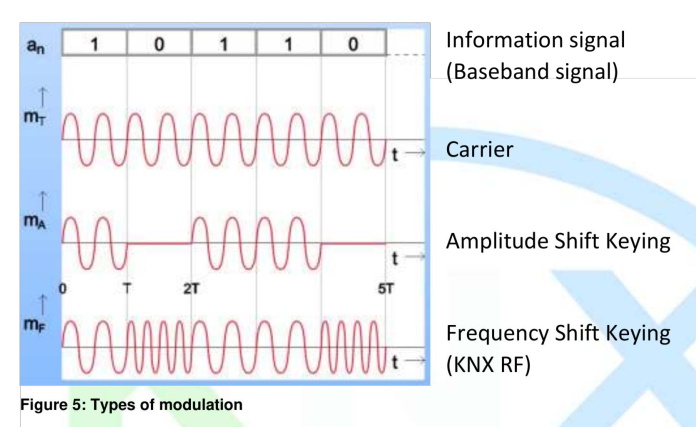 aₙ 1 0 1 1 0
Information signal
(Baseband signal)
m_T
t
Carrier
m_A
t
Amplitude Shift Keying
0 T 2T 5T
m_F
t
Frequency Shift Keying
(KNX RF)
Figure 5: Types of modulation